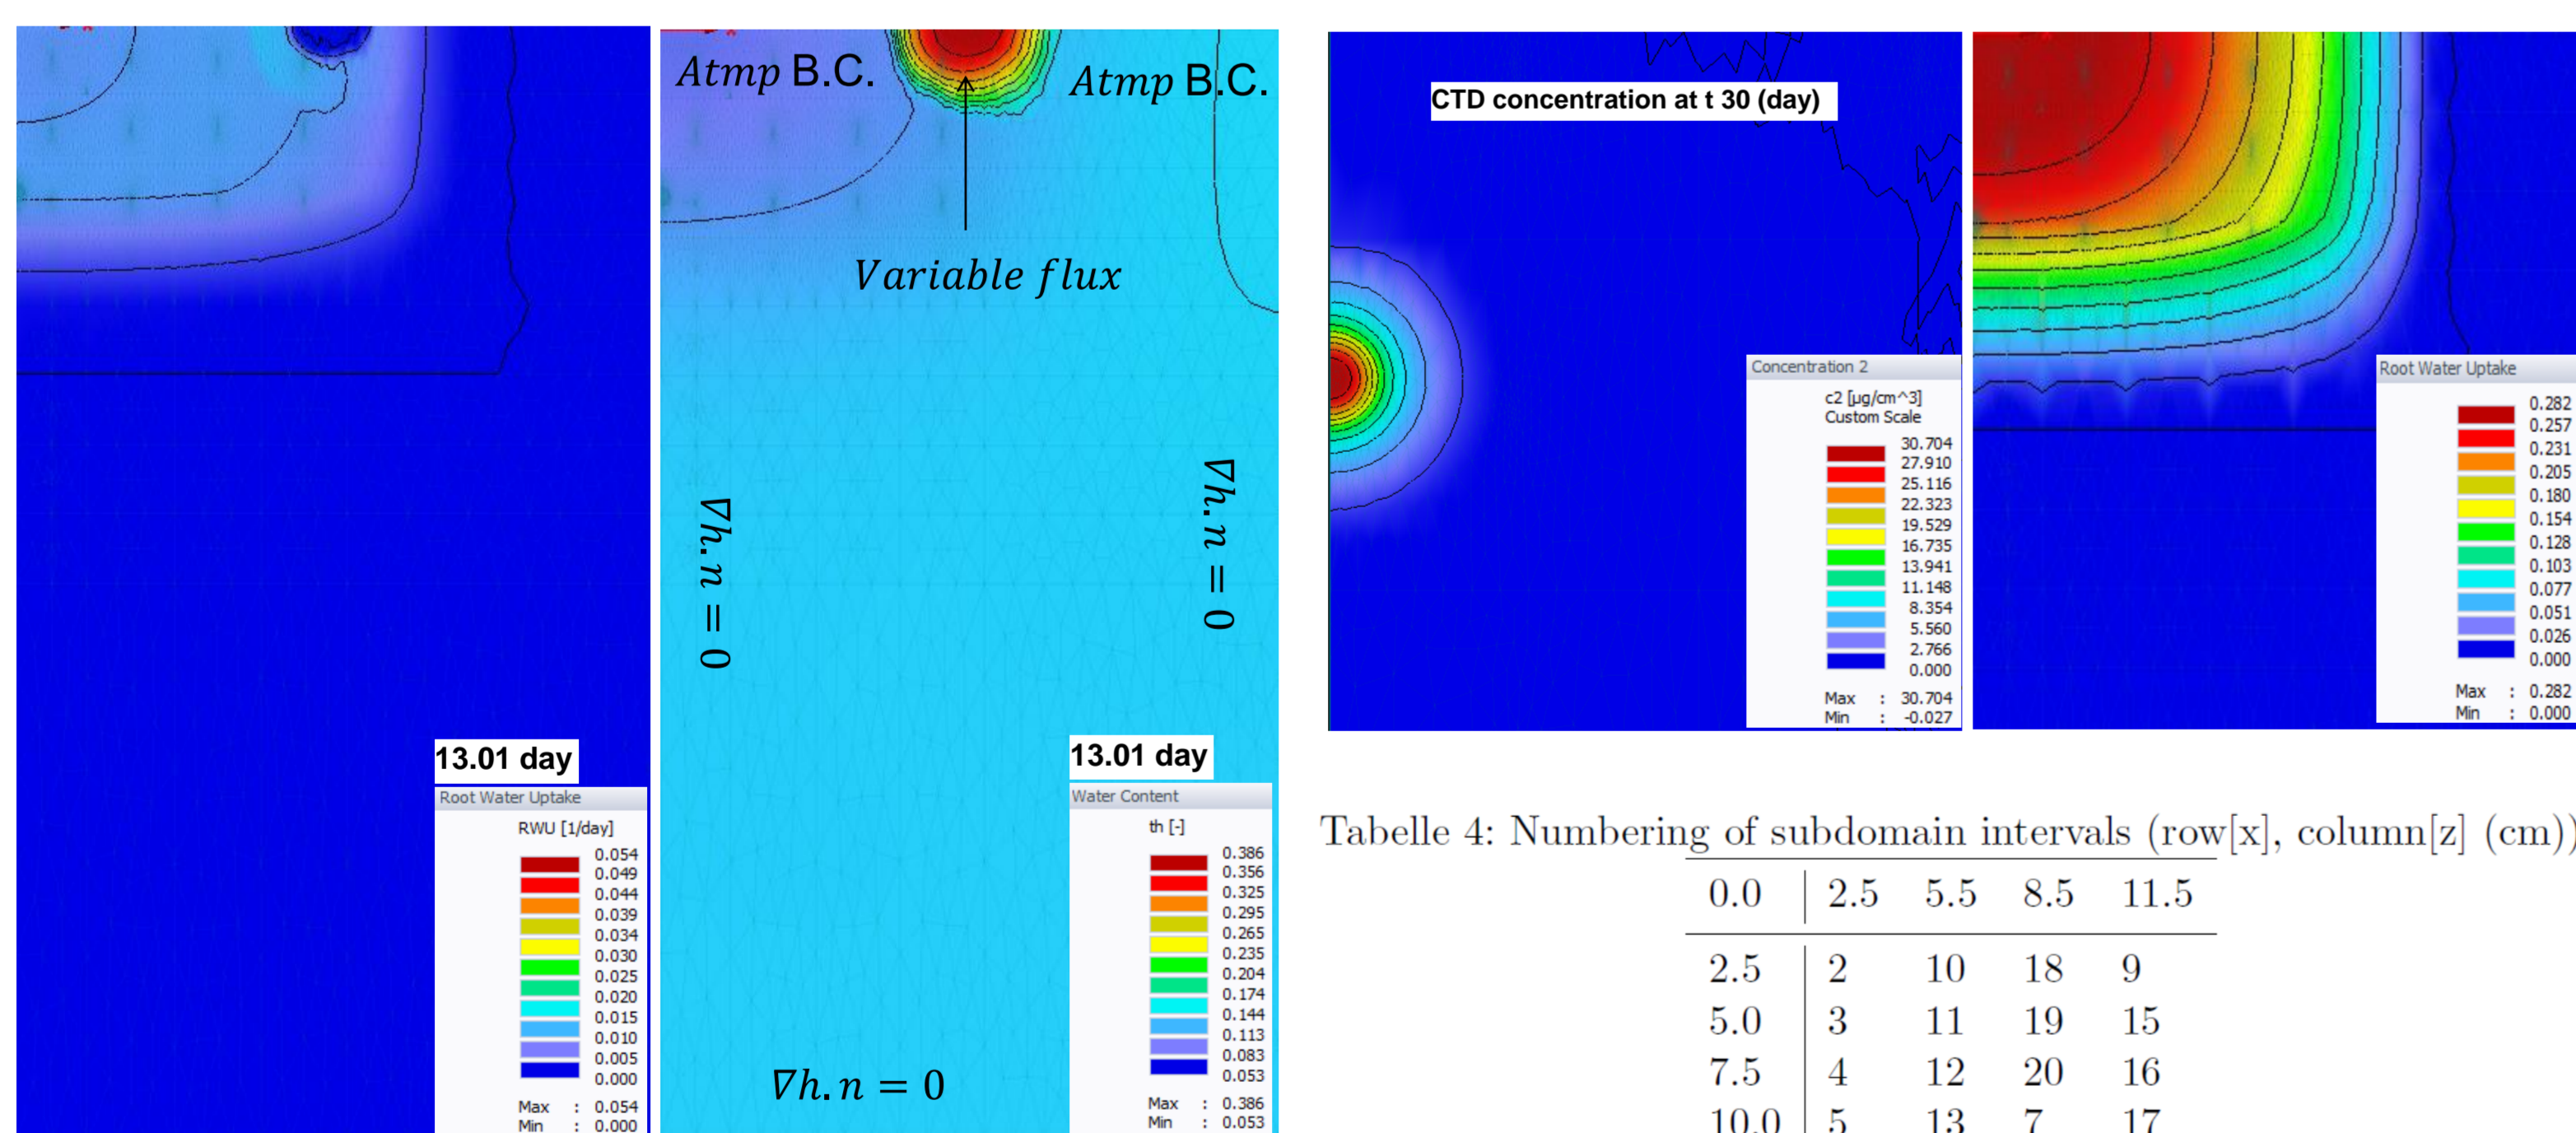 13.01 day
Root Water Uptake
RWU [1/day]
0.054
0.049
0.044
0.039
0.034
0.030
0.025
0.020
0.015
0.010
0.005
0.000
Max : 0.054
Min : 0.000
Atmp B.C.
Atmp B.C.
Variable flux
∇h.n = 0
∇h.n = 0
∇h.n = 0
13.01 day
Water Content
th [-]
0.386
0.356
0.325
0.295
0.265
0.235
0.204
0.174
0.144
0.113
0.083
0.053
Max : 0.386
Min : 0.053
CTD concentration at t 30 (day)
Concentration 2
c2 [µg/cm^3]
Custom Scale
30.704
27.910
25.116
22.323
19.529
16.735
13.941
11.148
8.354
5.560
2.766
0.000
Max : 30.704
Min : -0.027
Root Water Uptake
0.282
0.257
0.231
0.205
0.180
0.154
0.128
0.103
0.077
0.051
0.026
0.000
Max : 0.282
Min : 0.000
Tabelle 4: Numbering of subdomain intervals (row[x], column[z] (cm))
0.0 2.5 5.5 8.5 11.5
2.5 2 10 18 9
5.0 3 11 19 15
7.5 4 12 20 16
10.0 5 13 7 17